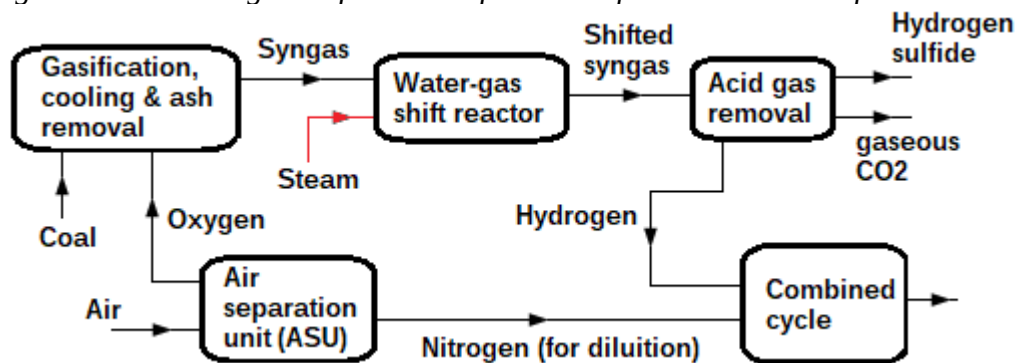 Syngas
Shifted
syngas
Hydrogen
sulfide
Gasification,
cooling & ash
removal
Water-gas
shift reactor
Acid gas
removal
gaseous
CO2
Steam
Coal
Oxygen
Hydrogen
Air
Air
separation
unit (ASU)
Nitrogen (for dilution)
Combined
cycle